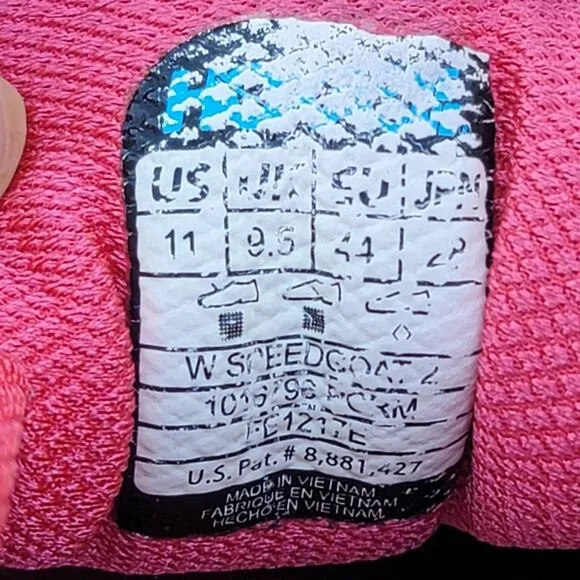 US UK EU JPN
11 9.5 44
W SPEEDGOAT 2
U.S. Pat. # 8,881,427
MADE IN VIETNAM
FABRIQUE EN VIETNAM
HECHO EN VIETNAM